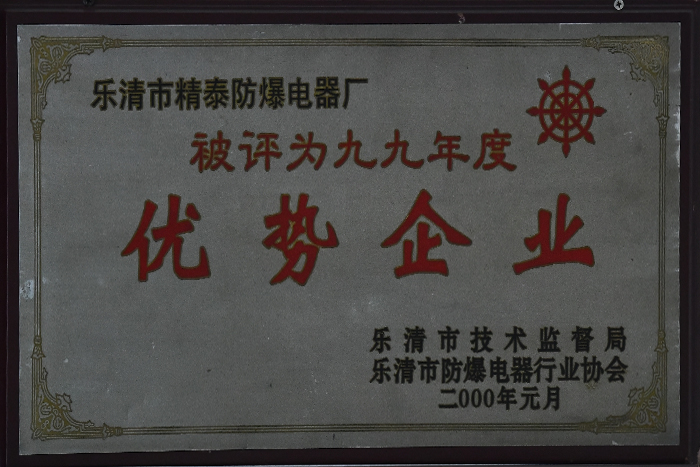 乐清市精泰防爆电器厂
被评为九九年度
优势企业
乐清市技术监督局
乐清市防爆电器行业协会
二000年元月